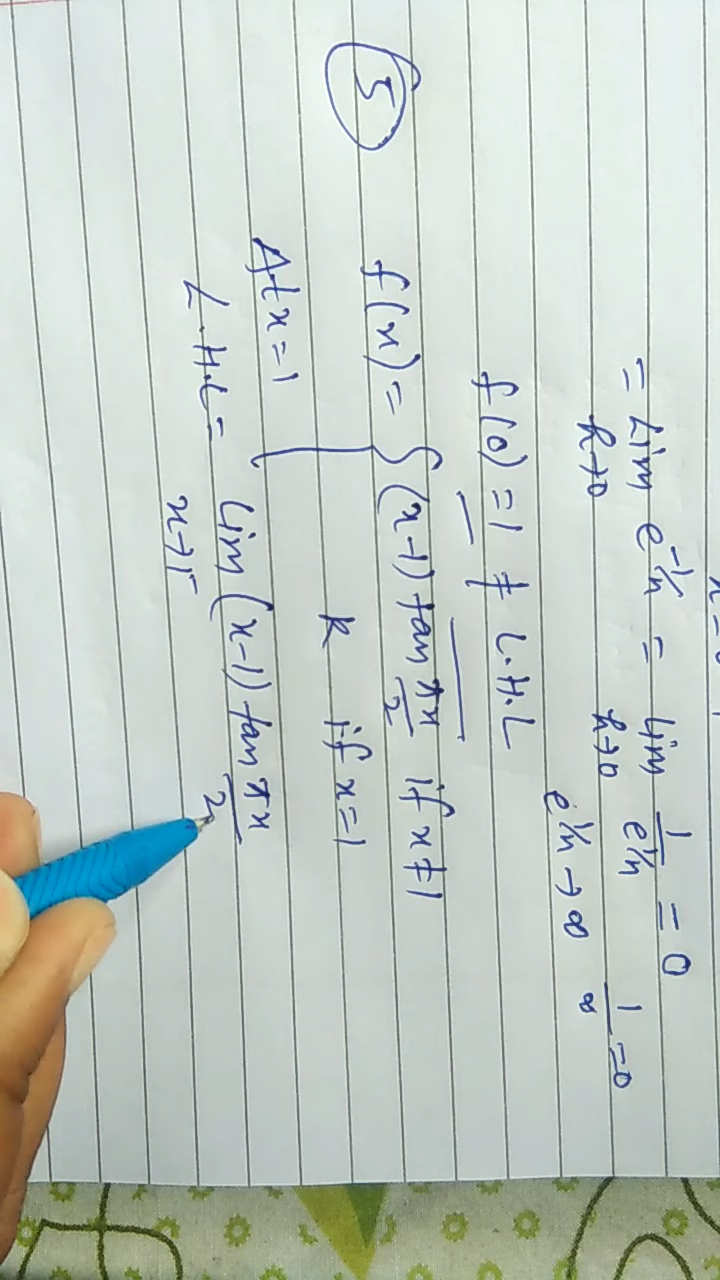 = Lim h→0 e^-1/h = Lim h→0 1/e^1/h = 0
e^1/h → ∞ 1/∞ = 0
f(0) = 1 ≠ L.H.L
5
f(x) = { (x-1) tan πx/2 if x≠1
k if x=1
At x=1
L.H.L = Lim x→1⁻ (x-1) tan πx/2